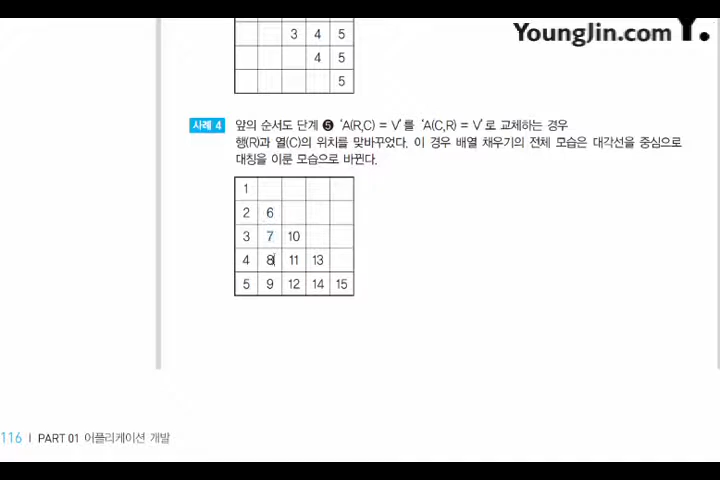 YoungJin.com Y.
3 4 5
4 5
5
사례 4 앞의 순서도 단계 ❺ 'A(R,C) = V'를 'A(C,R) = V'로 교체하는 경우
행(R)과 열(C)의 위치를 맞바꾸었다. 이 경우 배열 채우기의 전체 모습은 대각선을 중심으로
대칭을 이룬 모습으로 바뀐다.
1
2 6
3 7 10
4 8 11 13
5 9 12 14 15
116 I PART 01 어플리케이션 개발